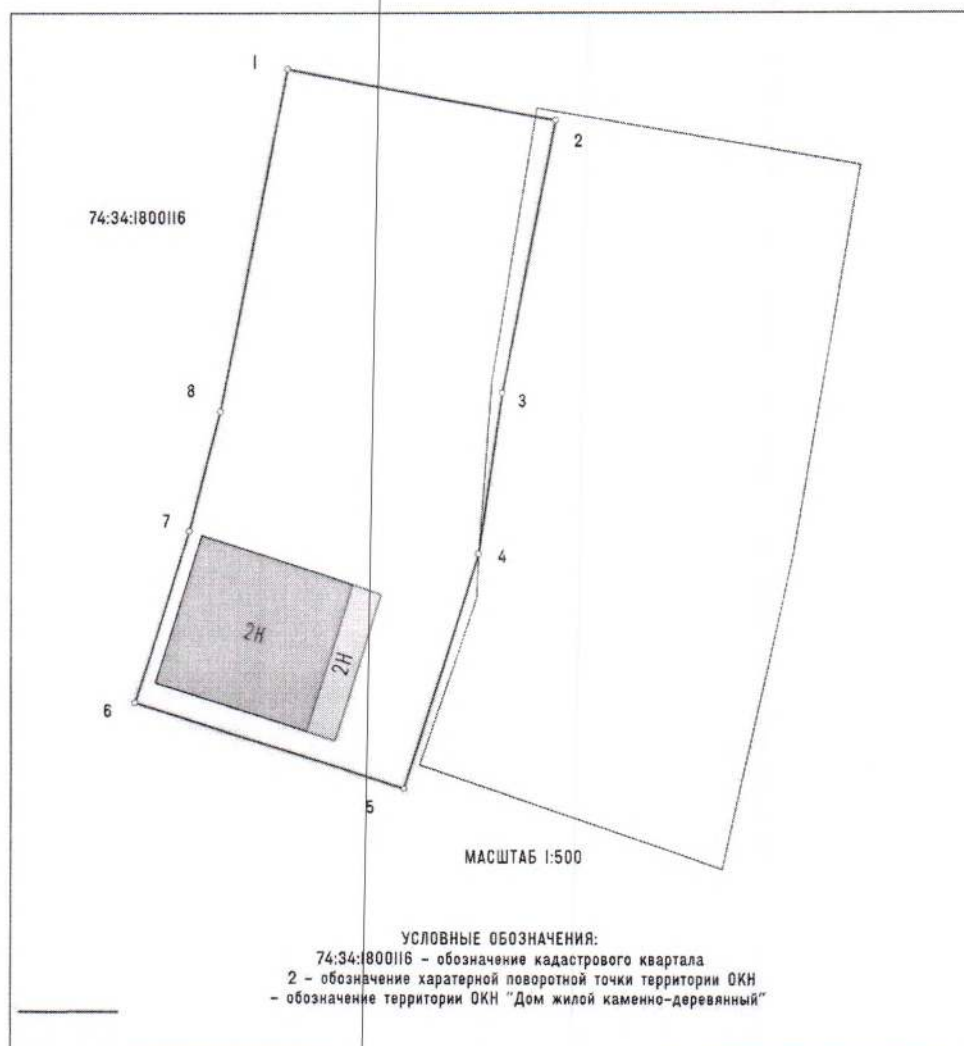 1
2
74:34:1800116
8
3
7
4
2Н
2Н
6
5
МАСШТАБ 1:500
УСЛОВНЫЕ ОБОЗНАЧЕНИЯ:
74:34:1800116 - обозначение кадастрового квартала
2 - обозначение харатерной поворотной точки территории ОКН
- обозначение территории ОКН "Дом жилой каменно-деревянный"